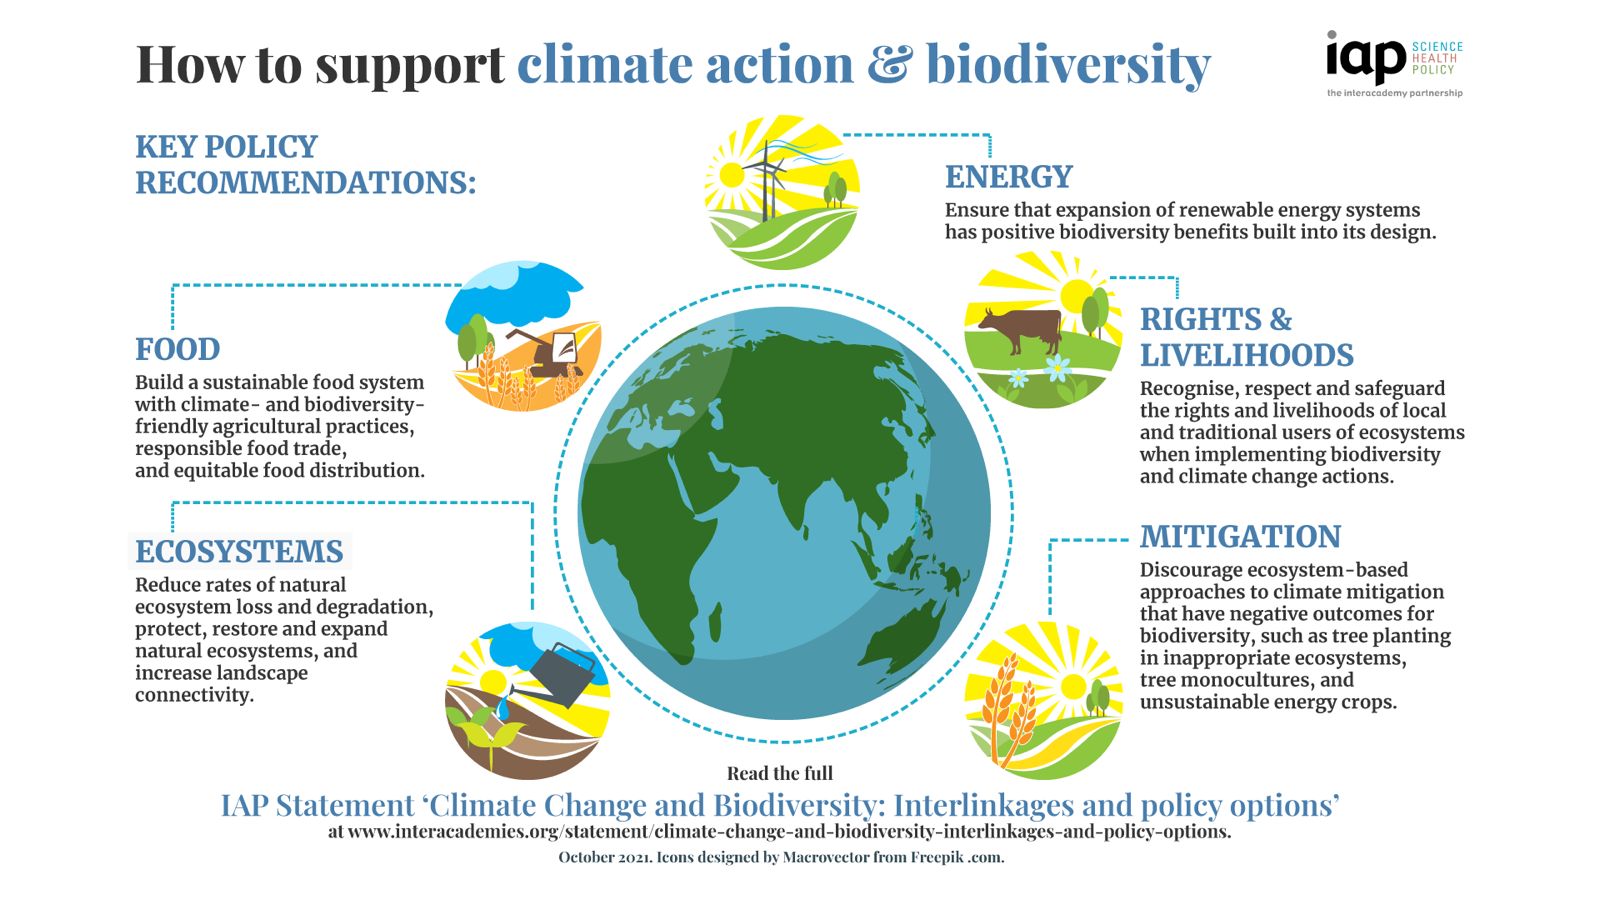 How to support climate action & biodiversity
iap SCIENCE
HEALTH
POLICY
the interacademy partnership
KEY POLICY
RECOMMENDATIONS:
ENERGY
Ensure that expansion of renewable energy systems
has positive biodiversity benefits built into its design.
FOOD
Build a sustainable food system
with climate- and biodiversity-
friendly agricultural practices,
responsible food trade,
and equitable food distribution.
RIGHTS &
LIVELIHOODS
Recognise, respect and safeguard
the rights and livelihoods of local
and traditional users of ecosystems
when implementing biodiversity
and climate change actions.
ECOSYSTEMS
Reduce rates of natural
ecosystem loss and degradation,
protect, restore and expand
natural ecosystems, and
increase landscape
connectivity.
MITIGATION
Discourage ecosystem-based
approaches to climate mitigation
that have negative outcomes for
biodiversity, such as tree planting
in inappropriate ecosystems,
tree monocultures, and
unsustainable energy crops.
Read the full
IAP Statement ‘Climate Change and Biodiversity: Interlinkages and policy options’
at www.interacademies.org/statement/climate-change-and-biodiversity-interlinkages-and-policy-options.
October 2021. Icons designed by Macrovector from Freepik .com.